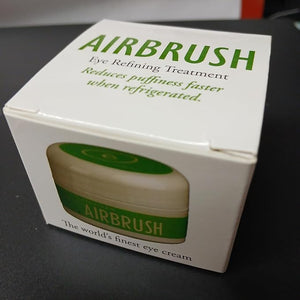 AIRBRUSH
Eye Refining Treatment
Reduces puffiness faster
when refrigerated.
AIRBRUSH
The world's finest eye cream